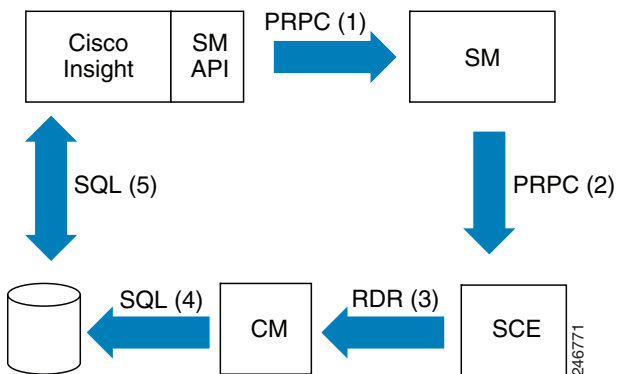 PRPC (1)
Cisco
Insight
SM
API
SM
SQL (5)
PRPC (2)
SQL (4)
RDR (3)
CM
SCE
246771